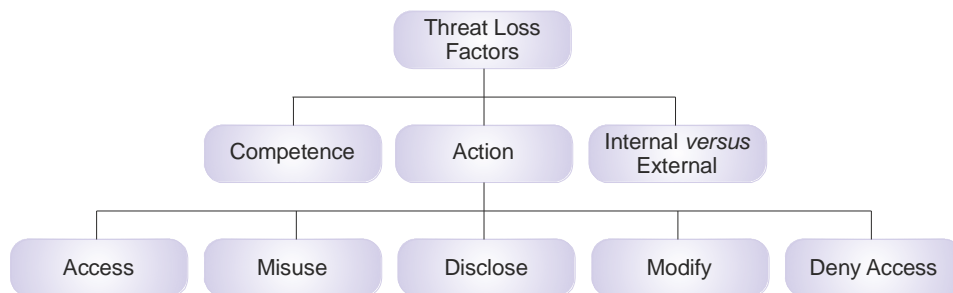 Threat Loss
Factors
Competence
Action
Internal versus
External
Access
Misuse
Disclose
Modify
Deny Access